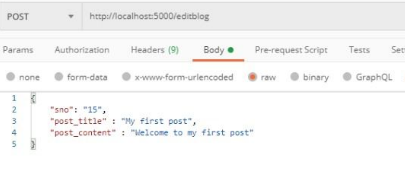 POST http://localhost:5000/editblog
Params Authorization Headers (9) Body Pre-request Script Tests Set
none form-data x-www-form-urlencoded raw binary GraphQL
1 {
2 "sno": "15",
3 "post_title" : "My first post",
4 "post_content" : "Welcome to my first post"
5 }